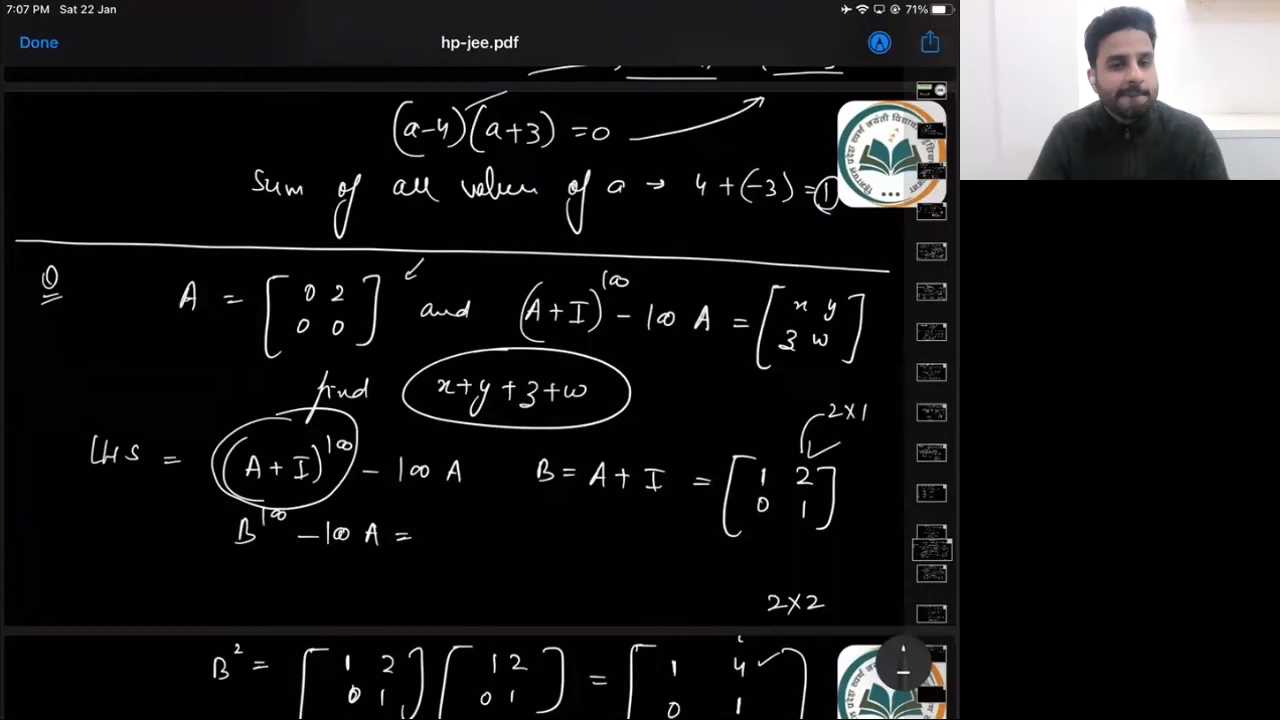 7:07 PM Sat 22 Jan 71%
Done hp-jee.pdf
(a-4)(a+3) = 0
Sum of all values of a → 4 + (-3) = 1
Q A = [ 0 2 and (A+I)^100 - 100 A = [ x y
0 0 ] 3 w ]
find x+y+3+w
2×1
LHS = (A+I)^100 - 100 A B = A + I = [ 1 2
0 1 ]
B^100 - 100 A =
2×2
B^2 = [ 1 2 [ 1 2 = [ 1 4
0 1 ] 0 1 ] 0 1 ]